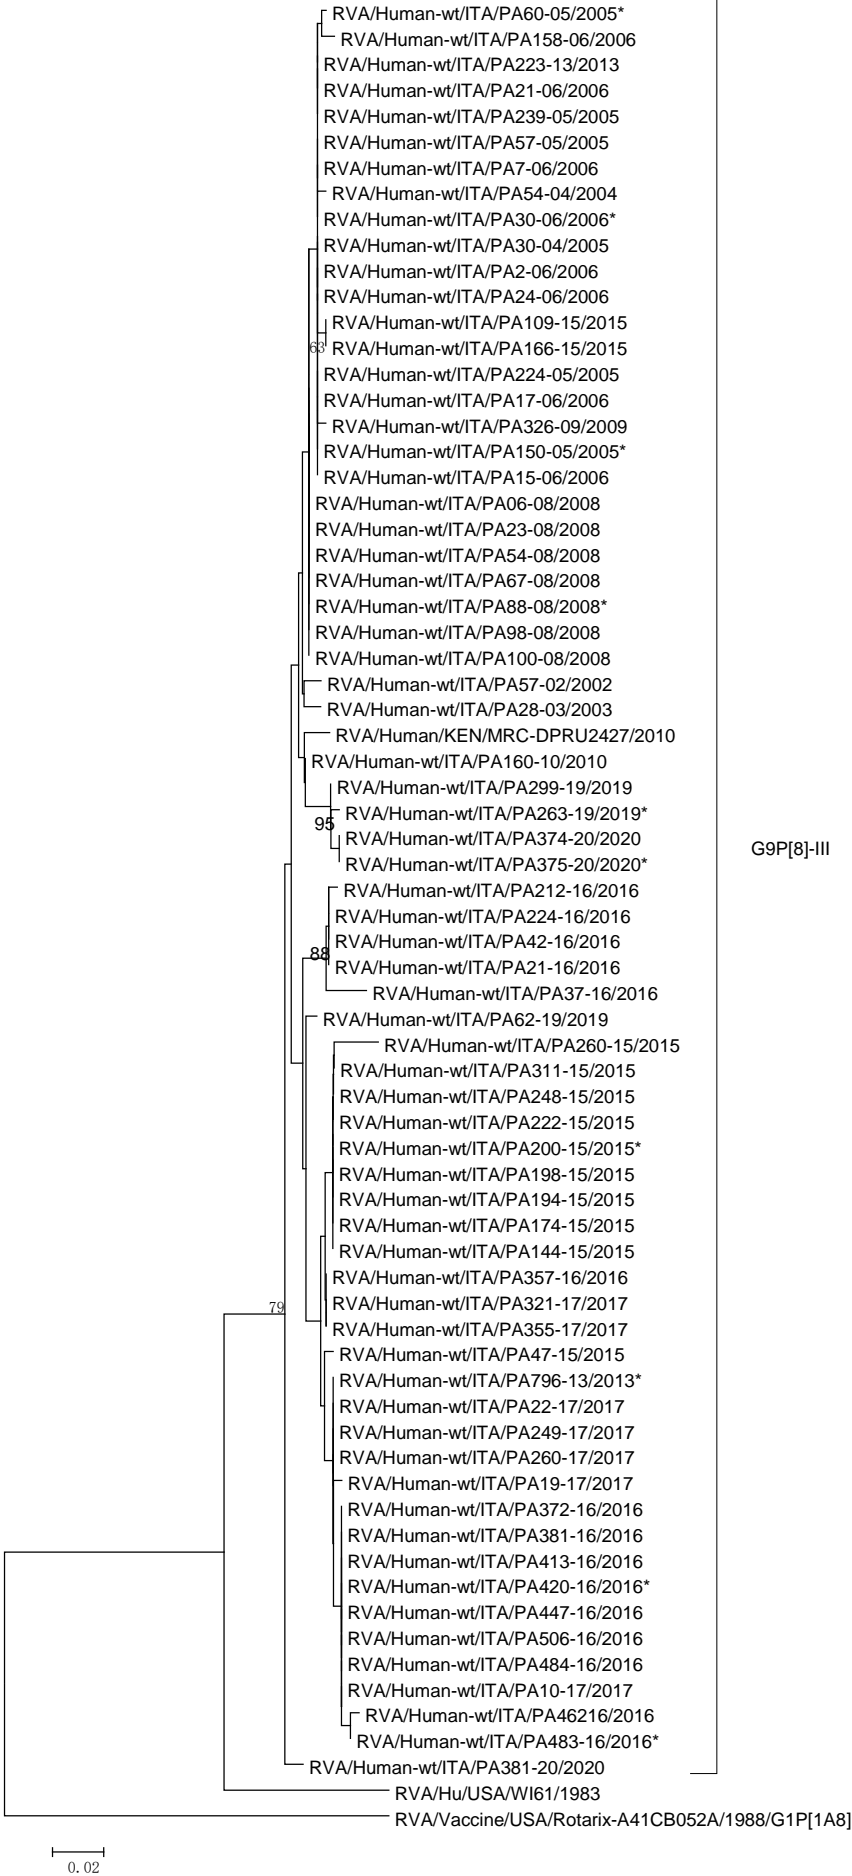 RVA/Human-wt/ITA/PA60-05/2005*
RVA/Human-wt/ITA/PA158-06/2006
RVA/Human-wt/ITA/PA223-13/2013
RVA/Human-wt/ITA/PA21-06/2006
RVA/Human-wt/ITA/PA239-05/2005
RVA/Human-wt/ITA/PA57-05/2005
RVA/Human-wt/ITA/PA7-06/2006
RVA/Human-wt/ITA/PA54-04/2004
RVA/Human-wt/ITA/PA30-06/2006*
RVA/Human-wt/ITA/PA30-04/2005
RVA/Human-wt/ITA/PA2-06/2006
RVA/Human-wt/ITA/PA24-06/2006
RVA/Human-wt/ITA/PA109-15/2015
63
RVA/Human-wt/ITA/PA166-15/2015
RVA/Human-wt/ITA/PA224-05/2005
RVA/Human-wt/ITA/PA17-06/2006
RVA/Human-wt/ITA/PA326-09/2009
RVA/Human-wt/ITA/PA150-05/2005*
RVA/Human-wt/ITA/PA15-06/2006
RVA/Human-wt/ITA/PA06-08/2008
RVA/Human-wt/ITA/PA23-08/2008
RVA/Human-wt/ITA/PA54-08/2008
RVA/Human-wt/ITA/PA67-08/2008
RVA/Human-wt/ITA/PA88-08/2008*
RVA/Human-wt/ITA/PA98-08/2008
RVA/Human-wt/ITA/PA100-08/2008
RVA/Human-wt/ITA/PA57-02/2002
RVA/Human-wt/ITA/PA28-03/2003
RVA/Human/KEN/MRC-DPRU2427/2010
RVA/Human-wt/ITA/PA160-10/2010
RVA/Human-wt/ITA/PA299-19/2019
RVA/Human-wt/ITA/PA263-19/2019*
95
RVA/Human-wt/ITA/PA374-20/2020
G9P[8]-III
RVA/Human-wt/ITA/PA375-20/2020*
RVA/Human-wt/ITA/PA212-16/2016
RVA/Human-wt/ITA/PA224-16/2016
RVA/Human-wt/ITA/PA42-16/2016
88
RVA/Human-wt/ITA/PA21-16/2016
RVA/Human-wt/ITA/PA37-16/2016
RVA/Human-wt/ITA/PA62-19/2019
RVA/Human-wt/ITA/PA260-15/2015
RVA/Human-wt/ITA/PA311-15/2015
RVA/Human-wt/ITA/PA248-15/2015
RVA/Human-wt/ITA/PA222-15/2015
RVA/Human-wt/ITA/PA200-15/2015*
RVA/Human-wt/ITA/PA198-15/2015
RVA/Human-wt/ITA/PA194-15/2015
RVA/Human-wt/ITA/PA174-15/2015
RVA/Human-wt/ITA/PA144-15/2015
RVA/Human-wt/ITA/PA357-16/2016
RVA/Human-wt/ITA/PA321-17/2017
79
RVA/Human-wt/ITA/PA355-17/2017
RVA/Human-wt/ITA/PA47-15/2015
RVA/Human-wt/ITA/PA796-13/2013*
RVA/Human-wt/ITA/PA22-17/2017
RVA/Human-wt/ITA/PA249-17/2017
RVA/Human-wt/ITA/PA260-17/2017
RVA/Human-wt/ITA/PA19-17/2017
RVA/Human-wt/ITA/PA372-16/2016
RVA/Human-wt/ITA/PA381-16/2016
RVA/Human-wt/ITA/PA413-16/2016
RVA/Human-wt/ITA/PA420-16/2016*
RVA/Human-wt/ITA/PA447-16/2016
RVA/Human-wt/ITA/PA506-16/2016
RVA/Human-wt/ITA/PA484-16/2016
RVA/Human-wt/ITA/PA10-17/2017
RVA/Human-wt/ITA/PA46216/2016
RVA/Human-wt/ITA/PA483-16/2016*
RVA/Human-wt/ITA/PA381-20/2020
RVA/Hu/USA/WI61/1983
RVA/Vaccine/USA/Rotarix-A41CB052A/1988/G1P[1A8]
0.02